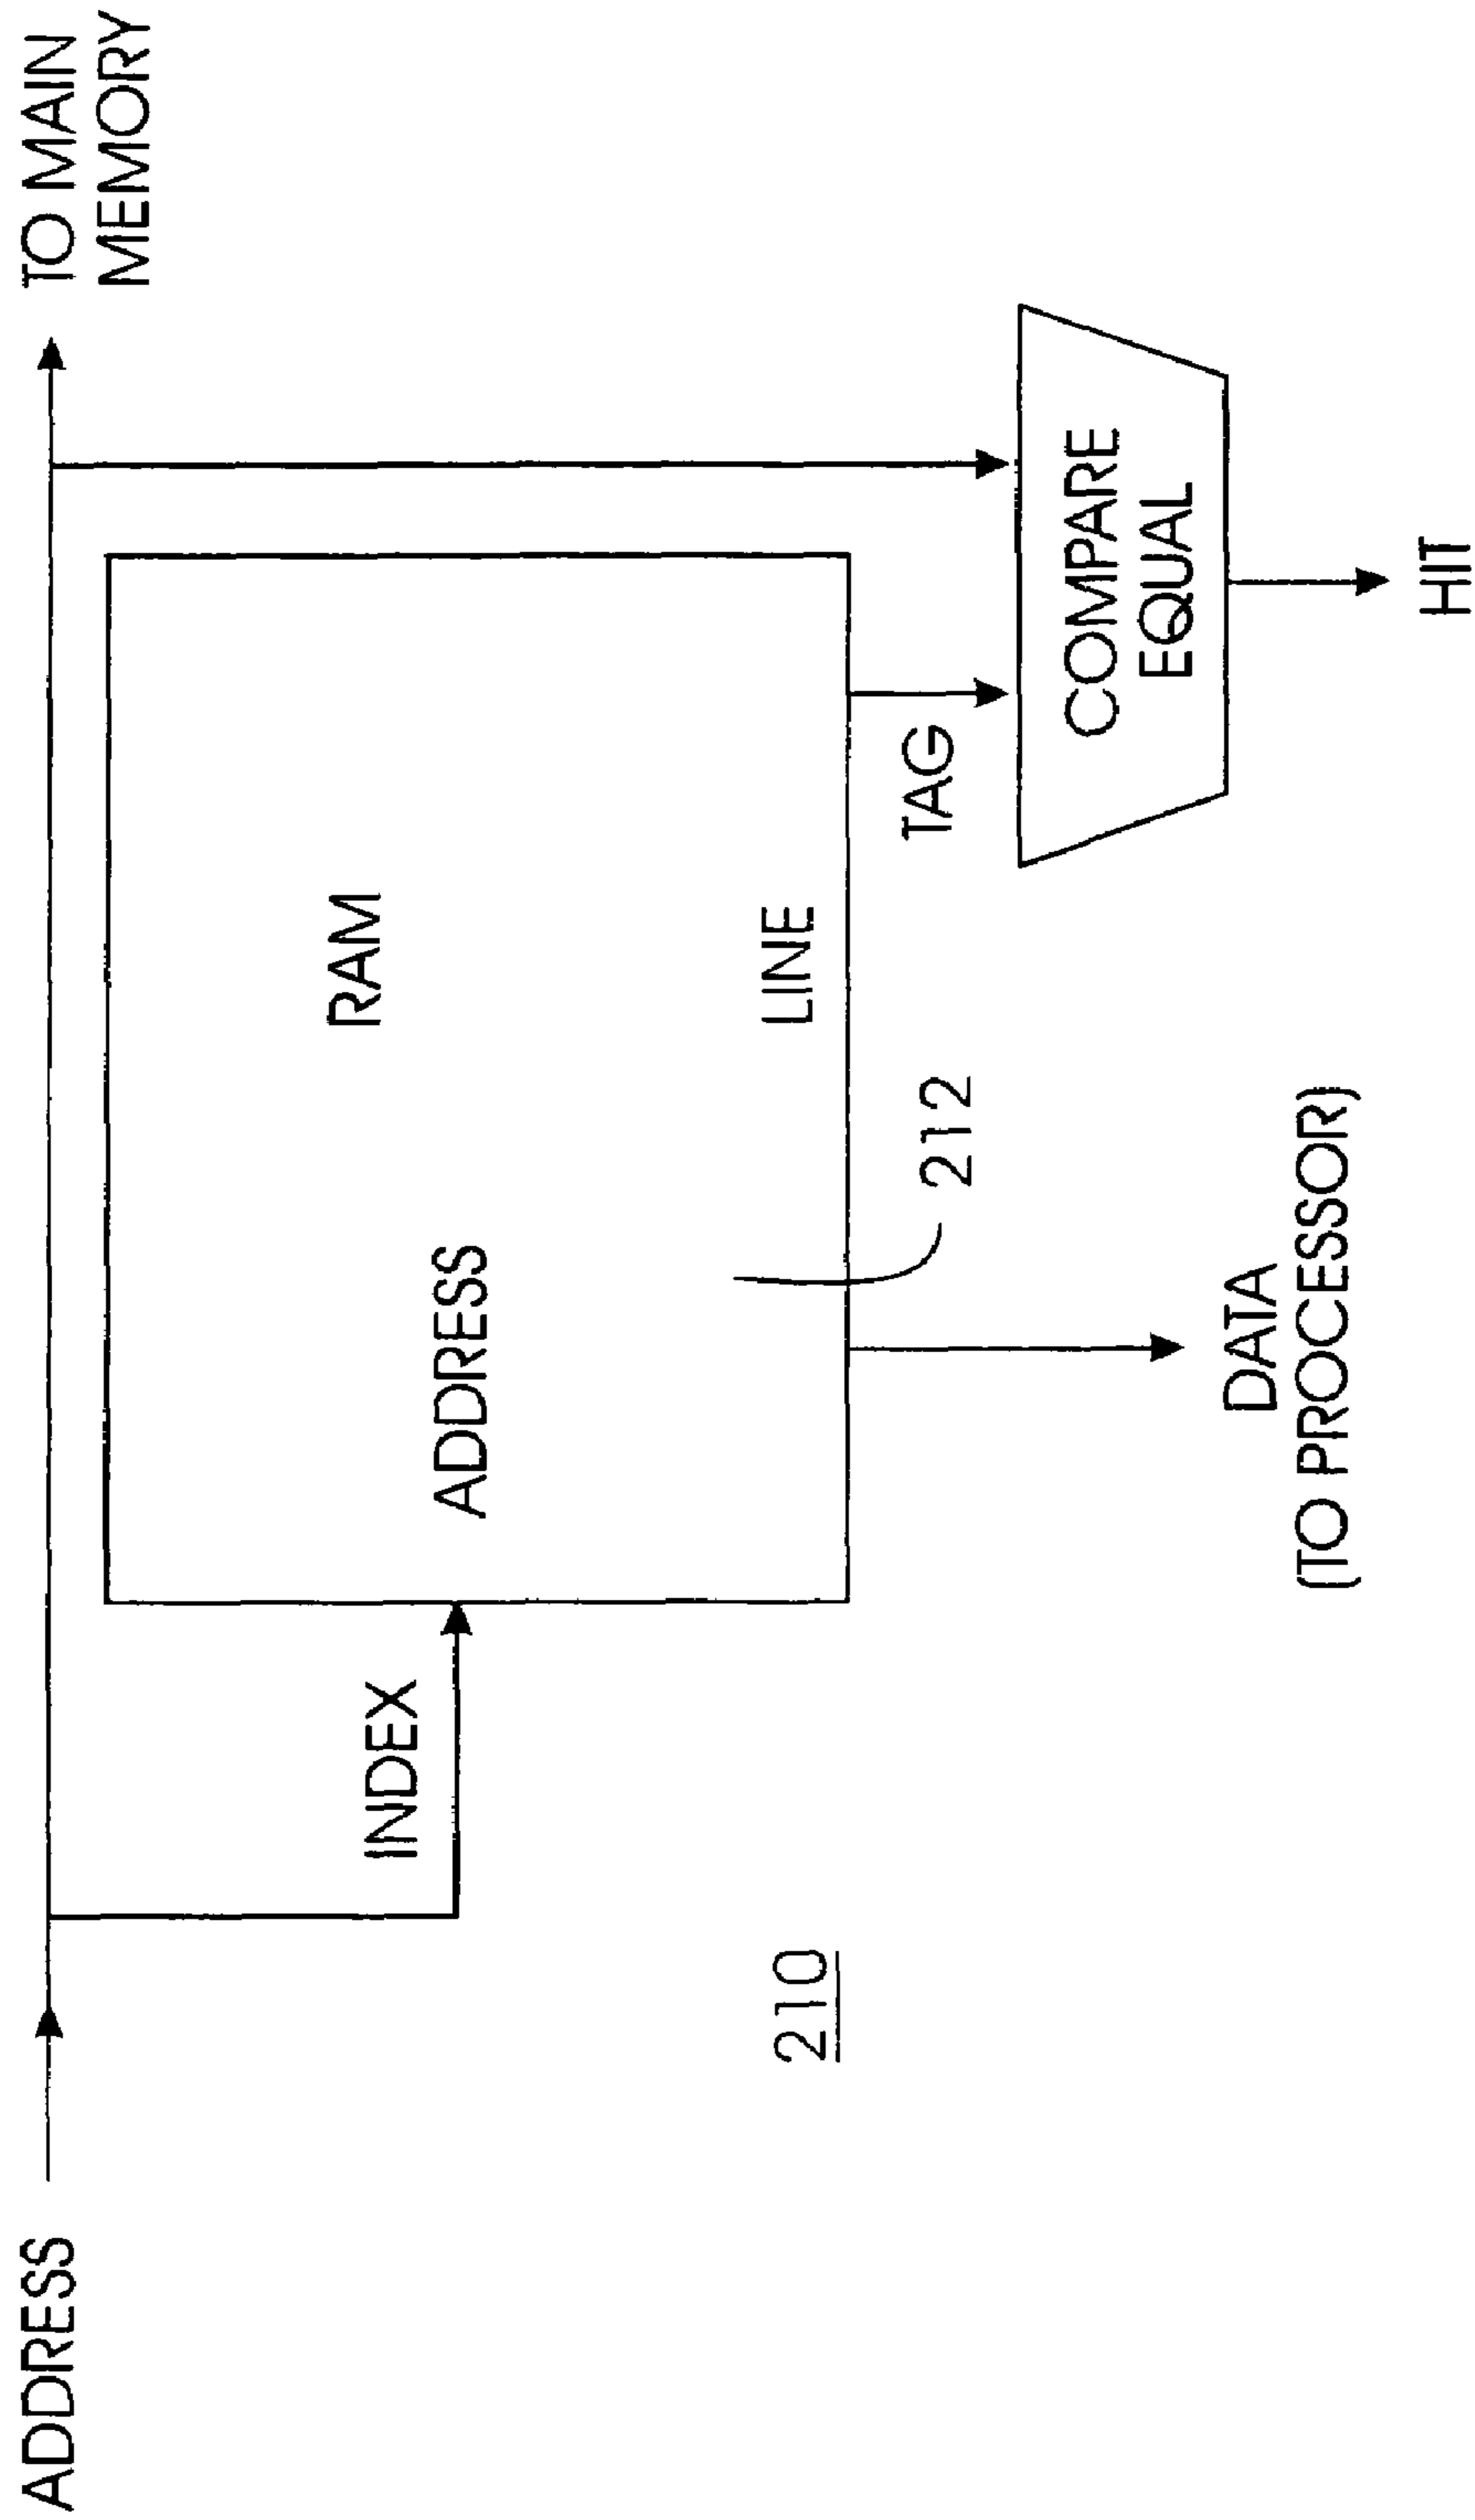 ADDRESS
TO MAIN
MEMORY
RAM
INDEX
ADDRESS
LINE
210
212
TAG
COMPARE
EQUAL
DATA
(TO PROCESSOR)
HIT